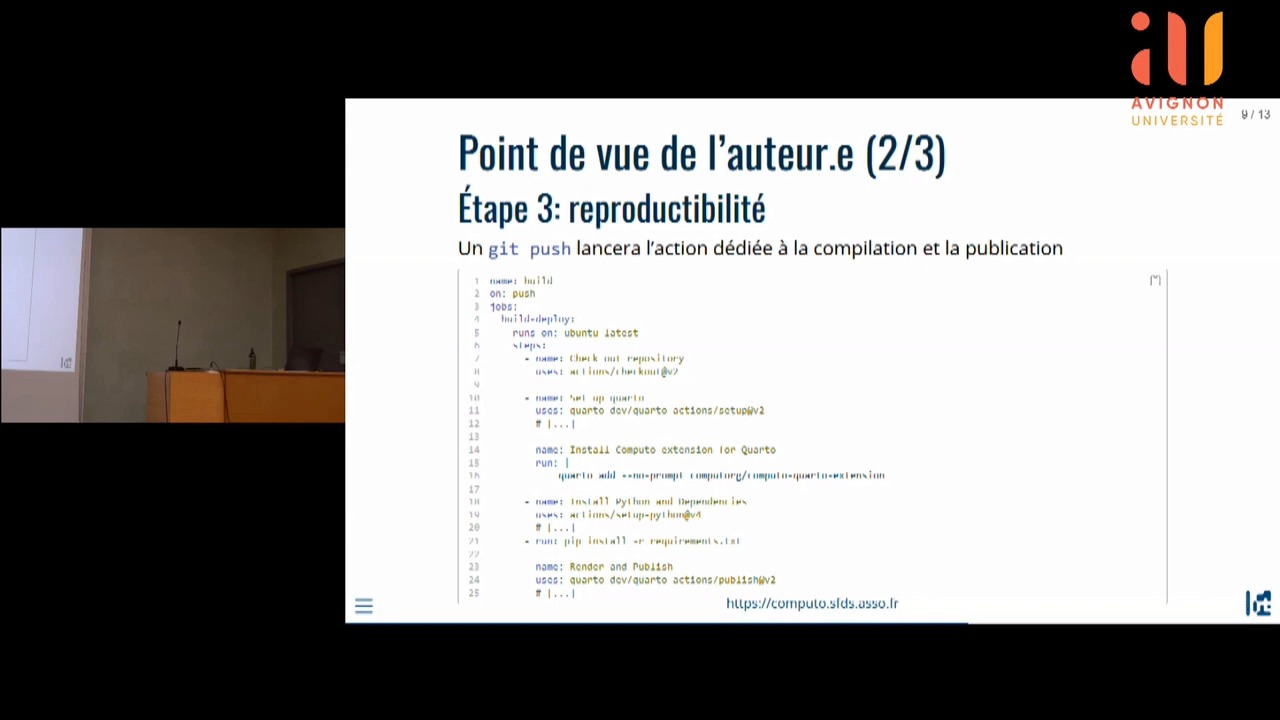 AVIGNON
UNIVERSITÉ
9 / 13
Point de vue de l'auteur.e (2/3)
Étape 3: reproductibilité
Un git push lancera l'action dédiée à la compilation et la publication
1 name: build
2 on: push
3 jobs:
4 build-deploy:
5 runs-on: ubuntu-latest
6 steps:
7 - name: Check out repository
8 uses: actions/checkout@v2
9
10 - name: Set up quarto
11 uses: quarto-dev/quarto-actions/setup@v2
12 # [...]
13
14 name: Install Computo extension for Quarto
15 run: |
16 quarto add --no-prompt computorg/computo-quarto-extension
17
18 - name: Install Python and Dependencies
19 uses: actions/setup-python@v4
20 # [...]
21 - run: pip install -r requirements.txt
22
23 name: Render and Publish
24 uses: quarto-dev/quarto-actions/publish@v2
25 # [...]
https://computo.sfds.asso.fr